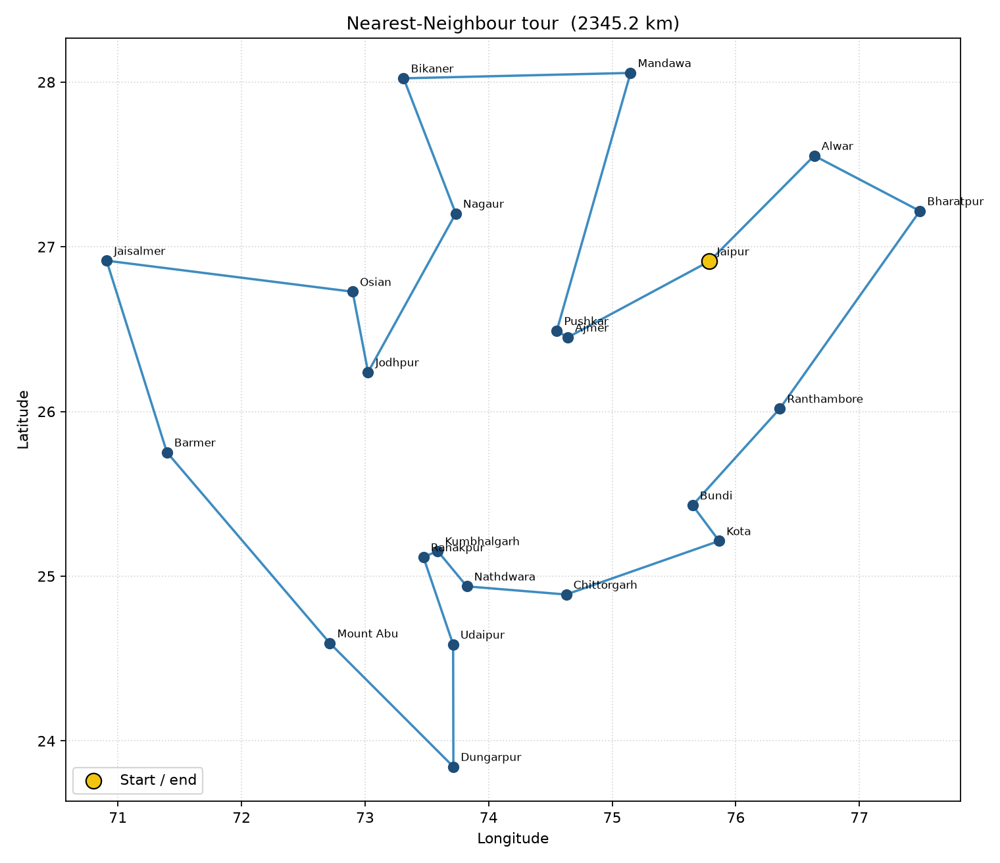 Nearest-Neighbour tour  (2345.2 km)
Bikaner
Mandawa
Alwar
Nagaur
Bharatpur
Jaisalmer
Jaipur
Osian
Pushkar
Ajmer
Jodhpur
Ranthambore
Barmer
Bundi
Kota
Kumbhalgarh
Ranakpur
Nathdwara
Chittorgarh
Mount Abu
Udaipur
Dungarpur
Start / end
28
27
26
25
24
Latitude
71 72 73 74 75 76 77
Longitude